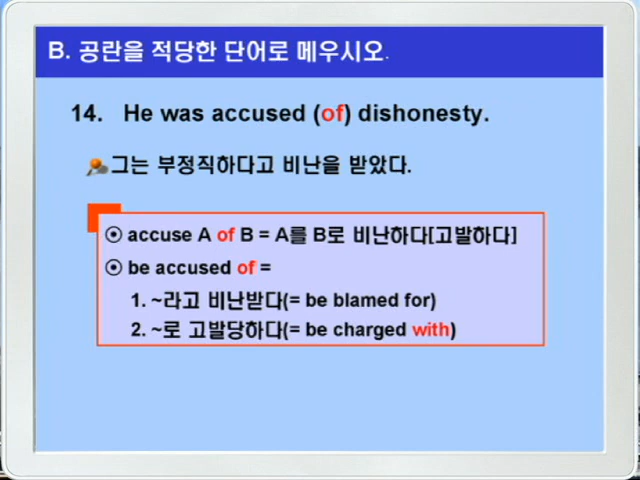 B. 공란을 적당한 단어로 메우시오.
14. He was accused (of) dishonesty.
그는 부정직하다고 비난을 받았다.
⊙ accuse A of B = A를 B로 비난하다[고발하다]
⊙ be accused of =
1. ~라고 비난받다(= be blamed for)
2. ~로 고발당하다(= be charged with)